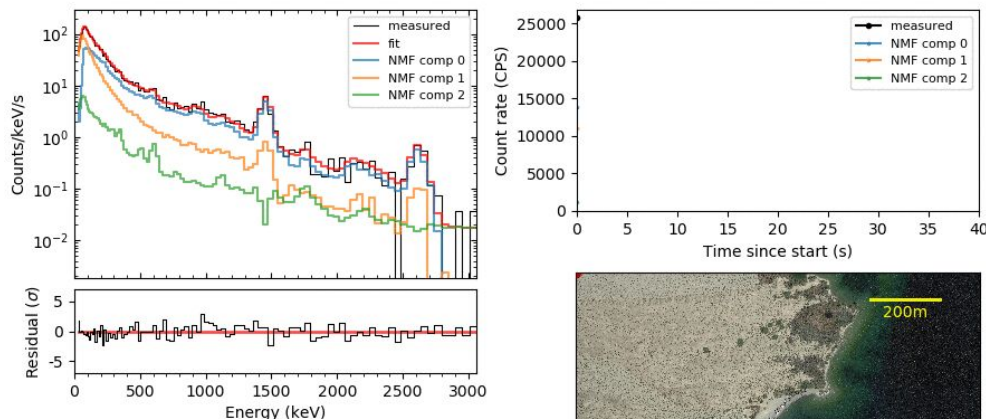 10²
10¹
10⁰
10⁻¹
10⁻²
Counts/keV/s
measured
fit
NMF comp 0
NMF comp 1
NMF comp 2
5
0
-5
Residual (σ)
0 500 1000 1500 2000 2500 3000
Energy (keV)
25000
20000
15000
10000
5000
0
Count rate (CPS)
measured
NMF comp 0
NMF comp 1
NMF comp 2
0 5 10 15 20 25 30 35 40
Time since start (s)
200m